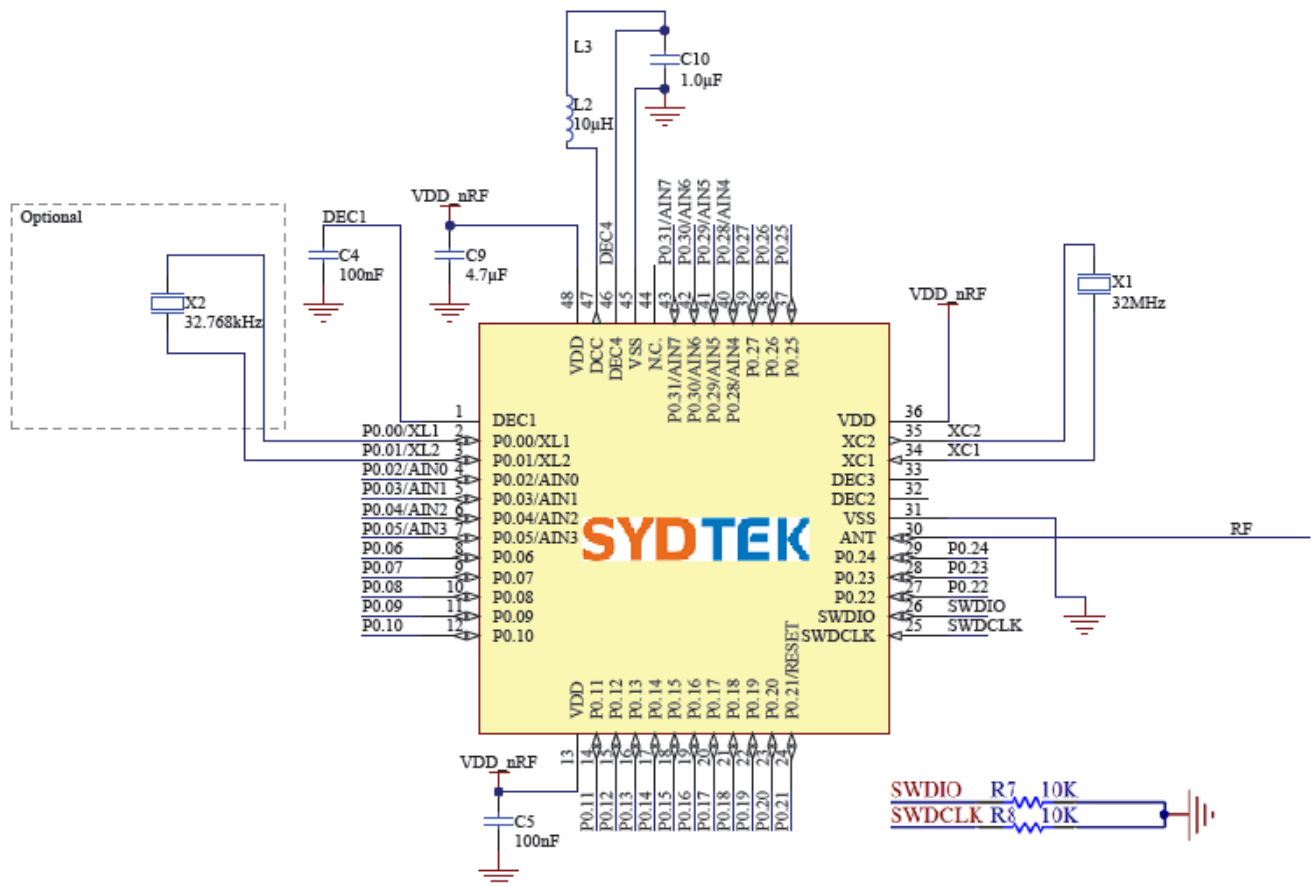 L3
C10
1.0µF
L2
10µH
VDD_nRF
Optional
DEC1
C4
100nF
C9
4.7µF
X2
32.768kHz
DEC4
P0.31/AIN7
P0.30/AIN6
P0.29/AIN5
P0.28/AIN4
P0.27
P0.26
P0.25
48
47
46
45
44
43
42
41
40
39
38
37
VDD
DCC
DEC4
VSS
N.C.
P0.31/AIN7
P0.30/AIN6
P0.29/AIN5
P0.28/AIN4
P0.27
P0.26
P0.25
VDD_nRF
X1
32MHz
1 DEC1
P0.00/XL1 2 P0.00/XL1
P0.01/XL2 3 P0.01/XL2
P0.02/AIN0 4 P0.02/AIN0
P0.03/AIN1 5 P0.03/AIN1
P0.04/AIN2 6 P0.04/AIN2
P0.05/AIN3 7 P0.05/AIN3
P0.06 8 P0.06
P0.07 9 P0.07
P0.08 10 P0.08
P0.09 11 P0.09
P0.10 12 P0.10
SYDTEK
VDD 36
XC2 35 XC2
XC1 34 XC1
DEC3 33
DEC2 32
VSS 31
ANT 30 RF
P0.24 29 P0.24
P0.23 28 P0.23
P0.22 27 P0.22
SWDIO 26 SWDIO
SWDCLK 25 SWDCLK
VDD
P0.11
P0.12
P0.13
P0.14
P0.15
P0.16
P0.17
P0.18
P0.19
P0.20
P0.21/RESET
13
14
15
16
17
18
19
20
21
22
23
24
P0.11
P0.12
P0.13
P0.14
P0.15
P0.16
P0.17
P0.18
P0.19
P0.20
P0.21
VDD_nRF
C5
100nF
SWDIO R7 10K
SWDCLK R8 10K